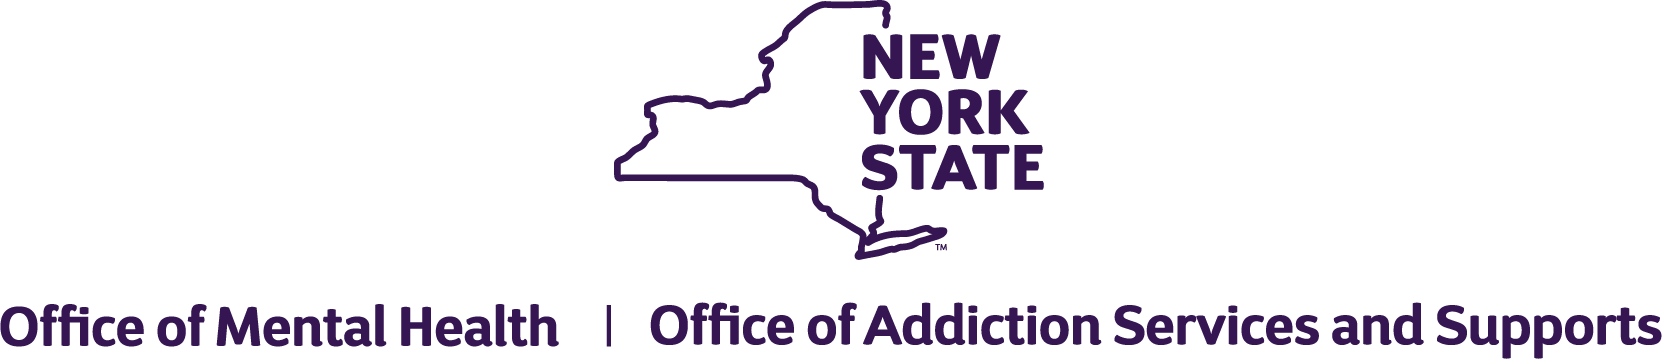 NEW
YORK
STATE
TM
Office of Mental Health | Office of Addiction Services and Supports